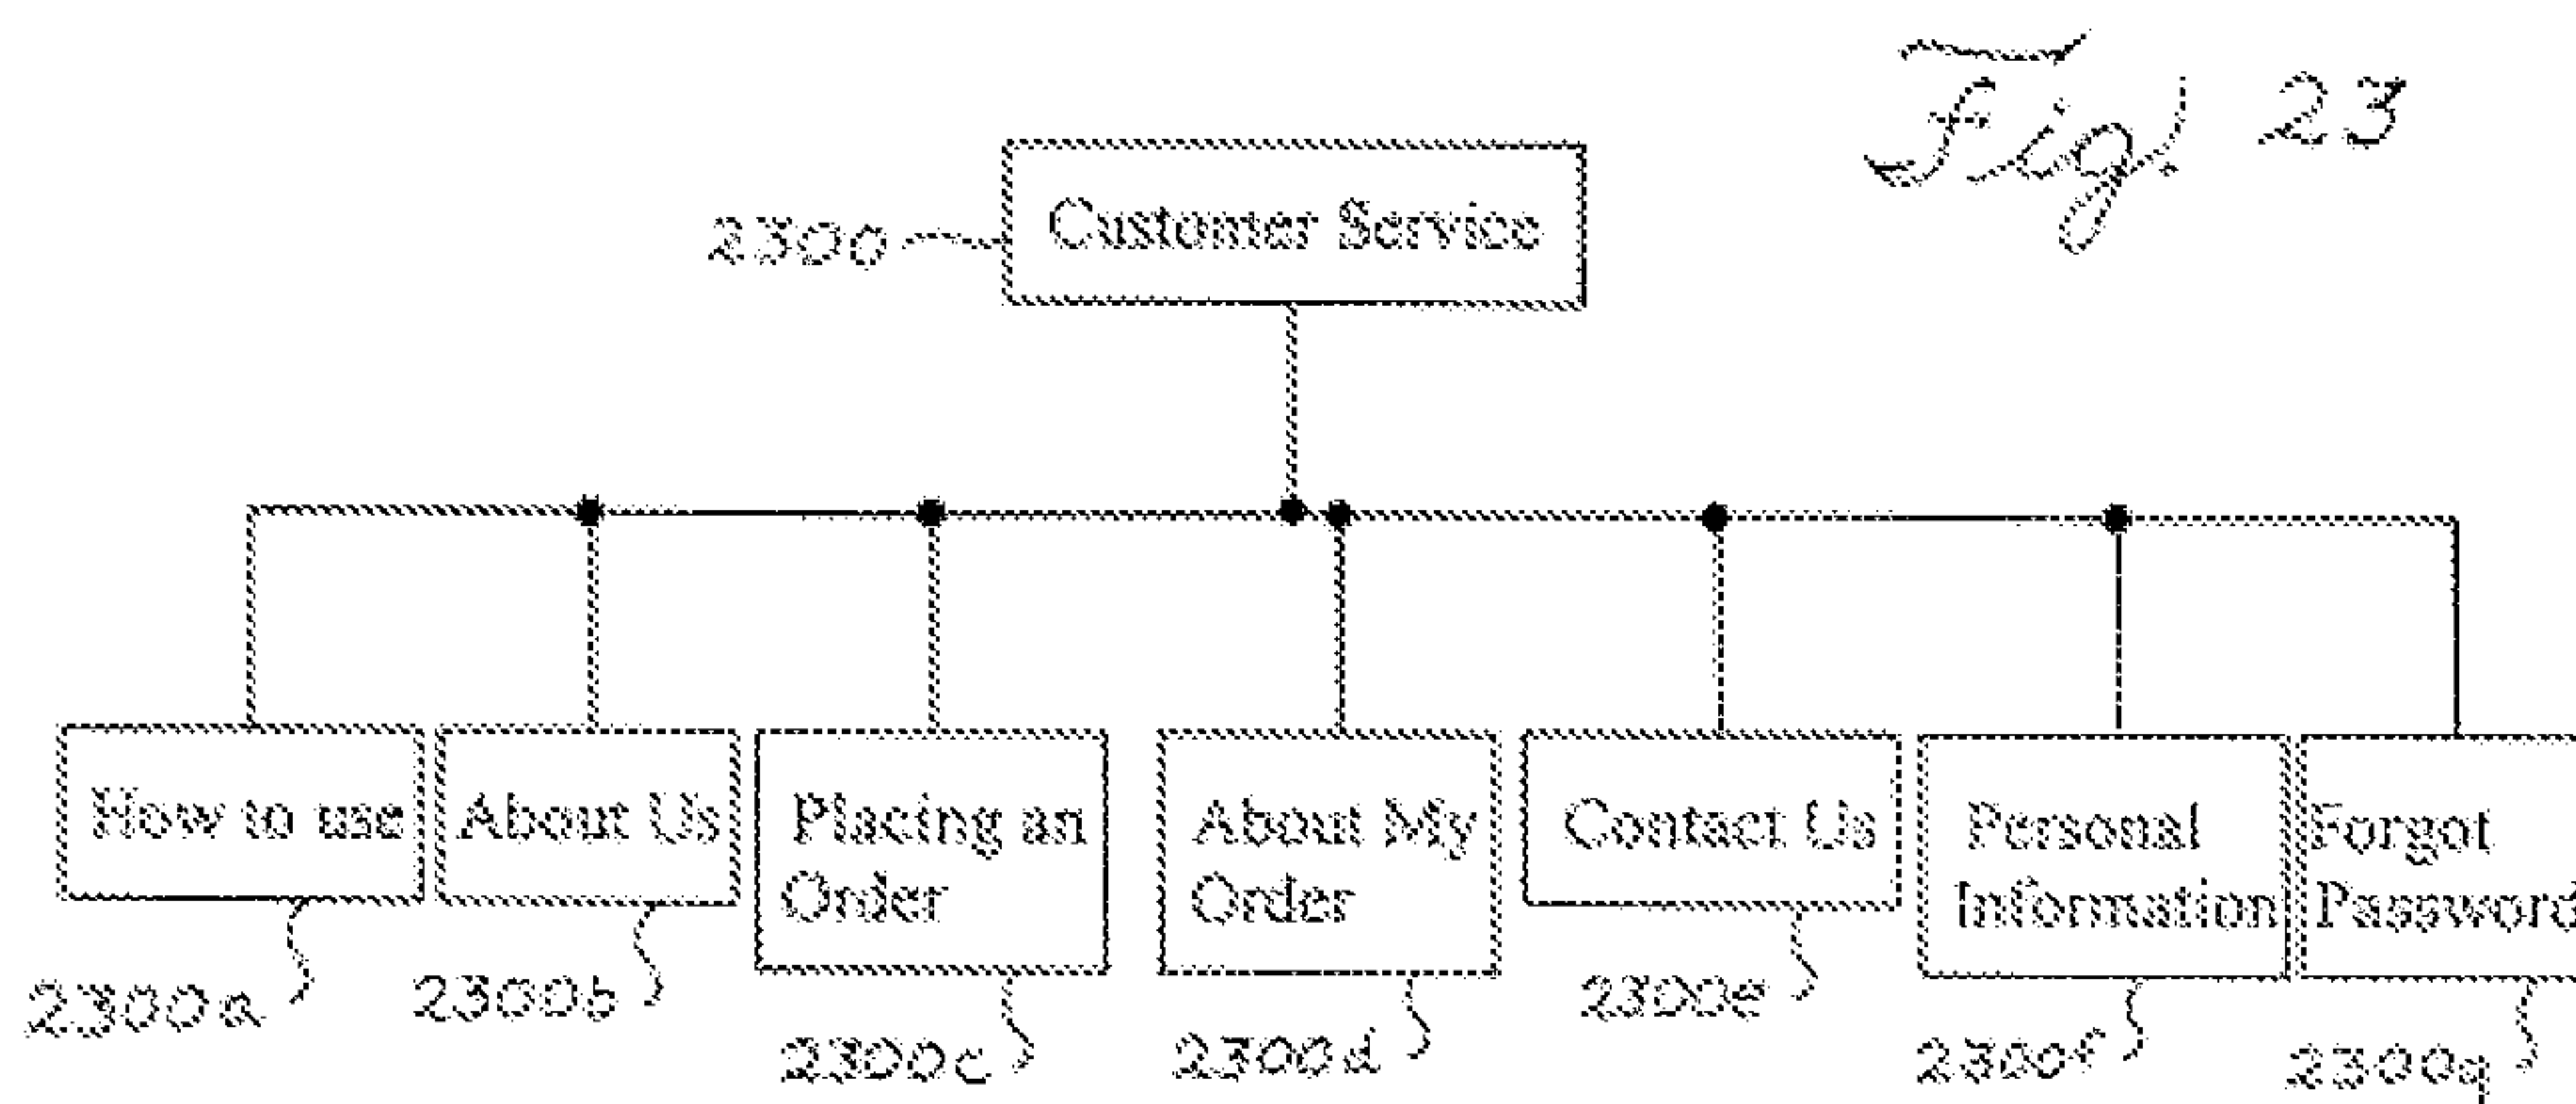 Fig. 23
Customer Service
2300
How to use
About Us
Placing an
Order
About My
Order
Contact Us
Personal
Information
Forgot
Password
2300a
2300b
2300c
2300d
2300e
2300f
2300g